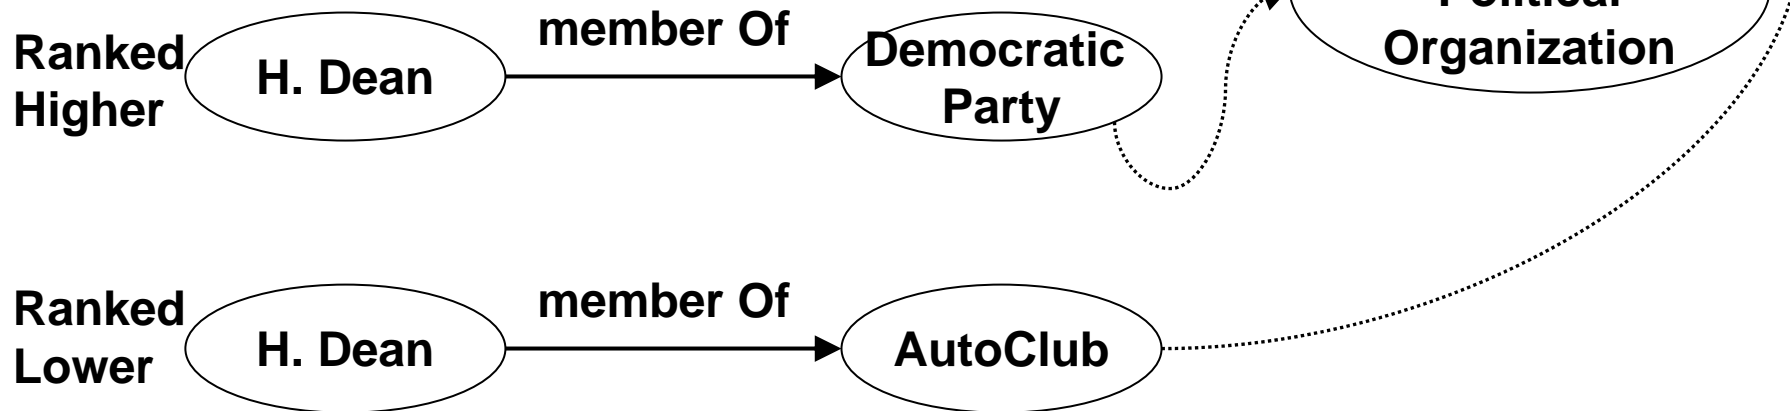 Organization
Ranked
Higher
H. Dean
member Of
Democratic
Party
Ranked
Lower
H. Dean
member Of
AutoClub